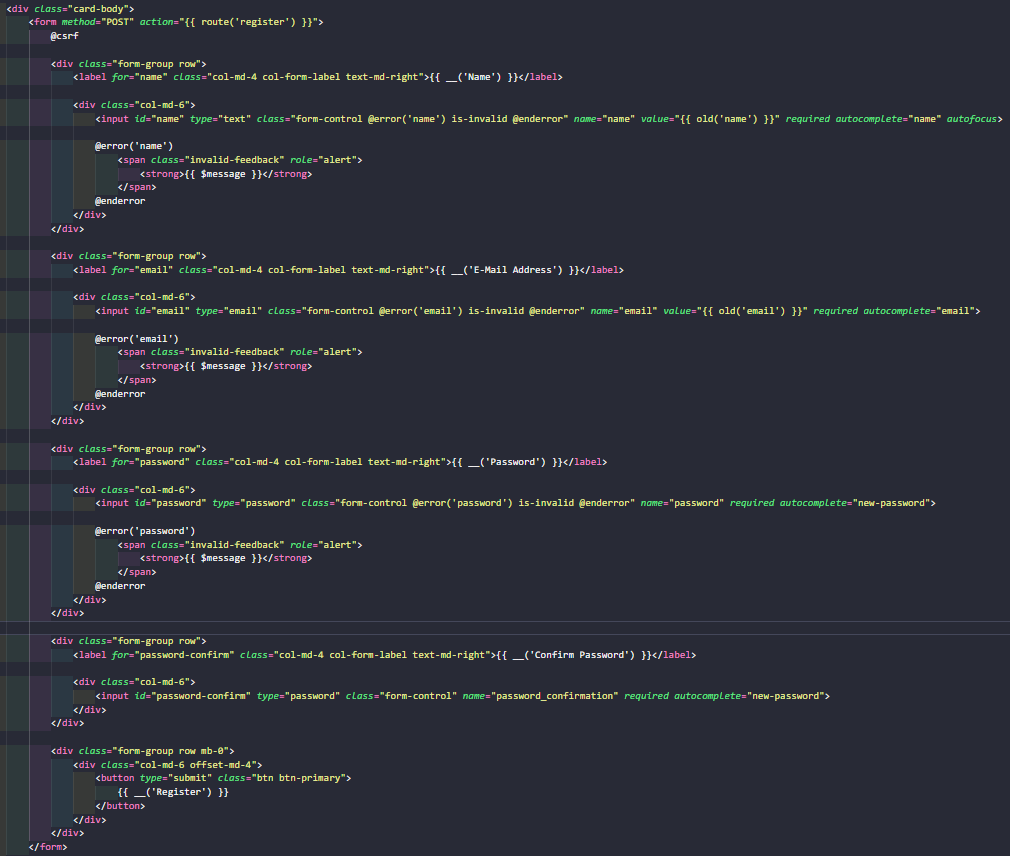 <div class="card-body">
<form method="POST" action="{{ route('register') }}">
@csrf
<div class="form-group row">
<label for="name" class="col-md-4 col-form-label text-md-right">{{ __('Name') }}</label>
<div class="col-md-6">
<input id="name" type="text" class="form-control @error('name') is-invalid @enderror" name="name" value="{{ old('name') }}" required autocomplete="name" autofocus>
@error('name')
<span class="invalid-feedback" role="alert">
<strong>{{ $message }}</strong>
</span>
@enderror
</div>
</div>
<div class="form-group row">
<label for="email" class="col-md-4 col-form-label text-md-right">{{ __('E-Mail Address') }}</label>
<div class="col-md-6">
<input id="email" type="email" class="form-control @error('email') is-invalid @enderror" name="email" value="{{ old('email') }}" required autocomplete="email">
@error('email')
<span class="invalid-feedback" role="alert">
<strong>{{ $message }}</strong>
</span>
@enderror
</div>
</div>
<div class="form-group row">
<label for="password" class="col-md-4 col-form-label text-md-right">{{ __('Password') }}</label>
<div class="col-md-6">
<input id="password" type="password" class="form-control @error('password') is-invalid @enderror" name="password" required autocomplete="new-password">
@error('password')
<span class="invalid-feedback" role="alert">
<strong>{{ $message }}</strong>
</span>
@enderror
</div>
</div>
<div class="form-group row">
<label for="password-confirm" class="col-md-4 col-form-label text-md-right">{{ __('Confirm Password') }}</label>
<div class="col-md-6">
<input id="password-confirm" type="password" class="form-control" name="password_confirmation" required autocomplete="new-password">
</div>
</div>
<div class="form-group row mb-0">
<div class="col-md-6 offset-md-4">
<button type="submit" class="btn btn-primary">
{{ __('Register') }}
</button>
</div>
</div>
</form>